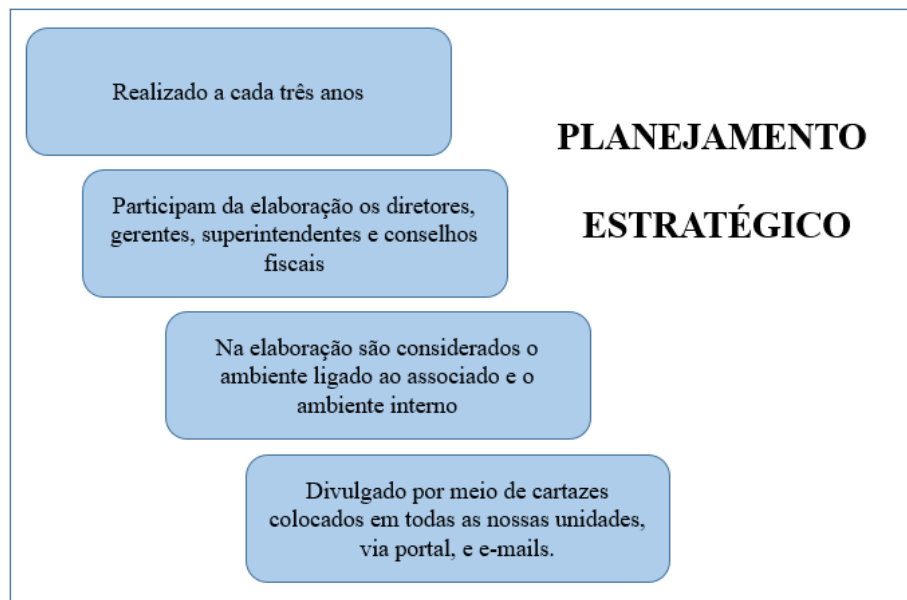 Realizado a cada três anos
PLANEJAMENTO
ESTRATÉGICO
Participam da elaboração os diretores,
gerentes, superintendentes e conselhos
fiscais
Na elaboração são considerados o
ambiente ligado ao associado e o
ambiente interno
Divulgado por meio de cartazes
colocados em todas as nossas unidades,
via portal, e e-mails.